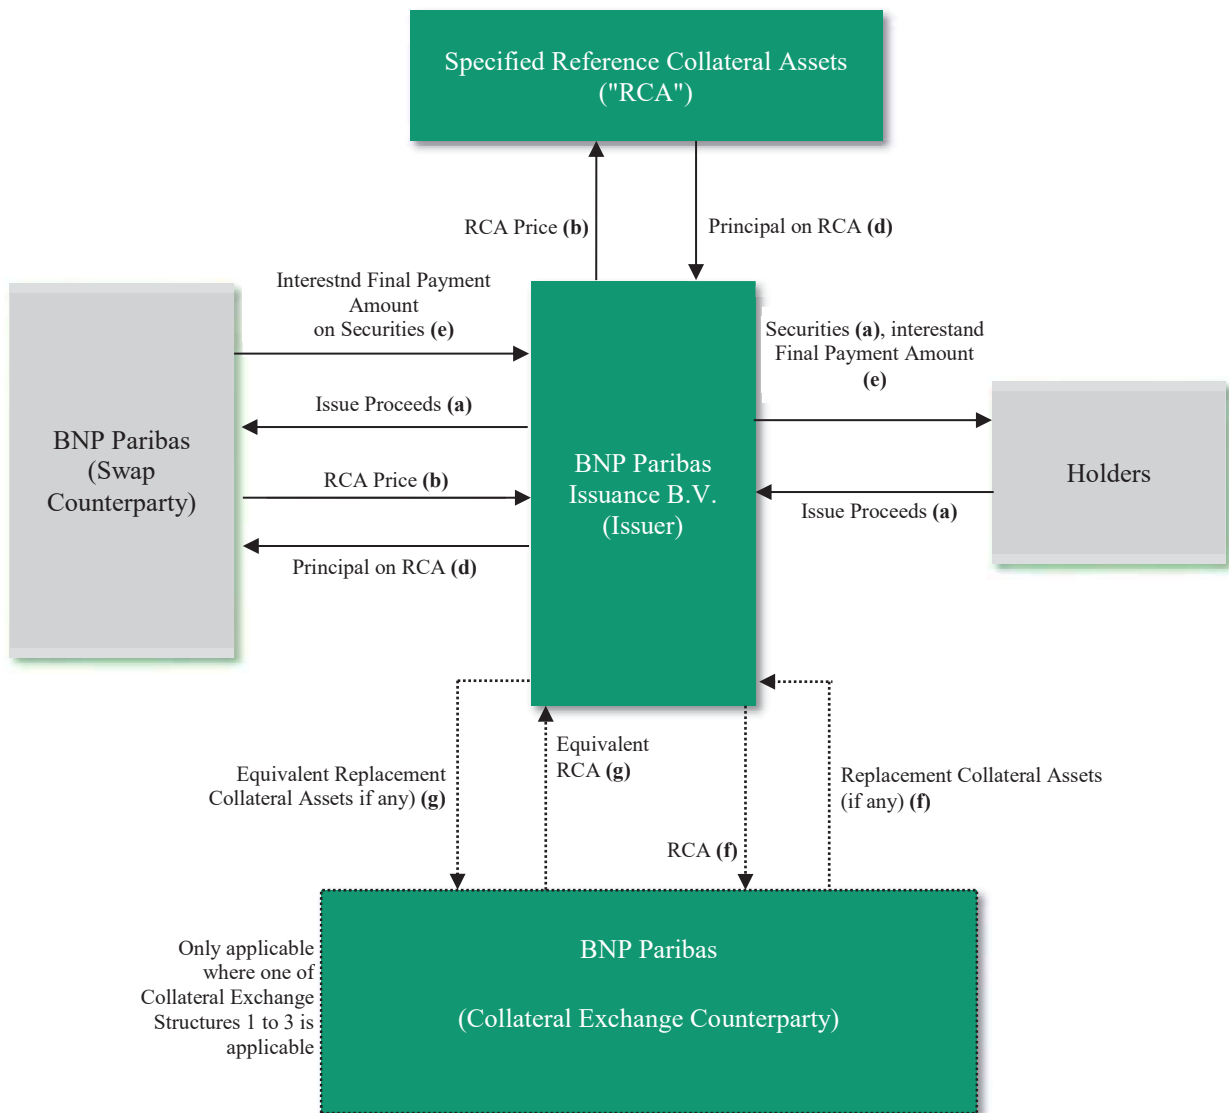 Specified Reference Collateral Assets
("RCA")
RCA Price (b)
Principal on RCA (d)
Interestnd Final Payment
Amount
on Securities (e)
Securities (a), interestand
Final Payment Amount
(e)
Issue Proceeds (a)
BNP Paribas
(Swap
Counterparty)
RCA Price (b)
Principal on RCA (d)
BNP Paribas
Issuance B.V.
(Issuer)
Holders
Issue Proceeds (a)
Equivalent Replacement
Collateral Assets if any) (g)
Equivalent
RCA (g)
RCA (f)
Replacement Collateral Assets
(if any) (f)
Only applicable
where one of
Collateral Exchange
Structures 1 to 3 is
applicable
BNP Paribas
(Collateral Exchange Counterparty)